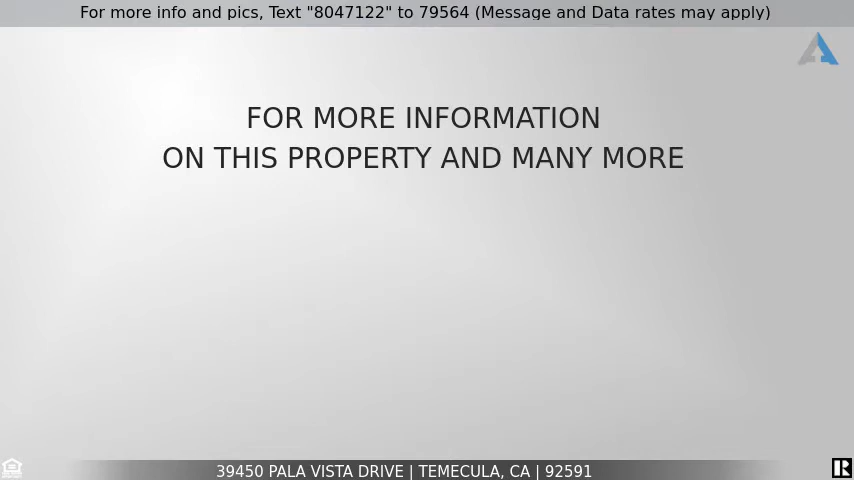 For more info and pics, Text "8047122" to 79564 (Message and Data rates may apply)
FOR MORE INFORMATION
ON THIS PROPERTY AND MANY MORE
39450 PALA VISTA DRIVE | TEMECULA, CA | 92591